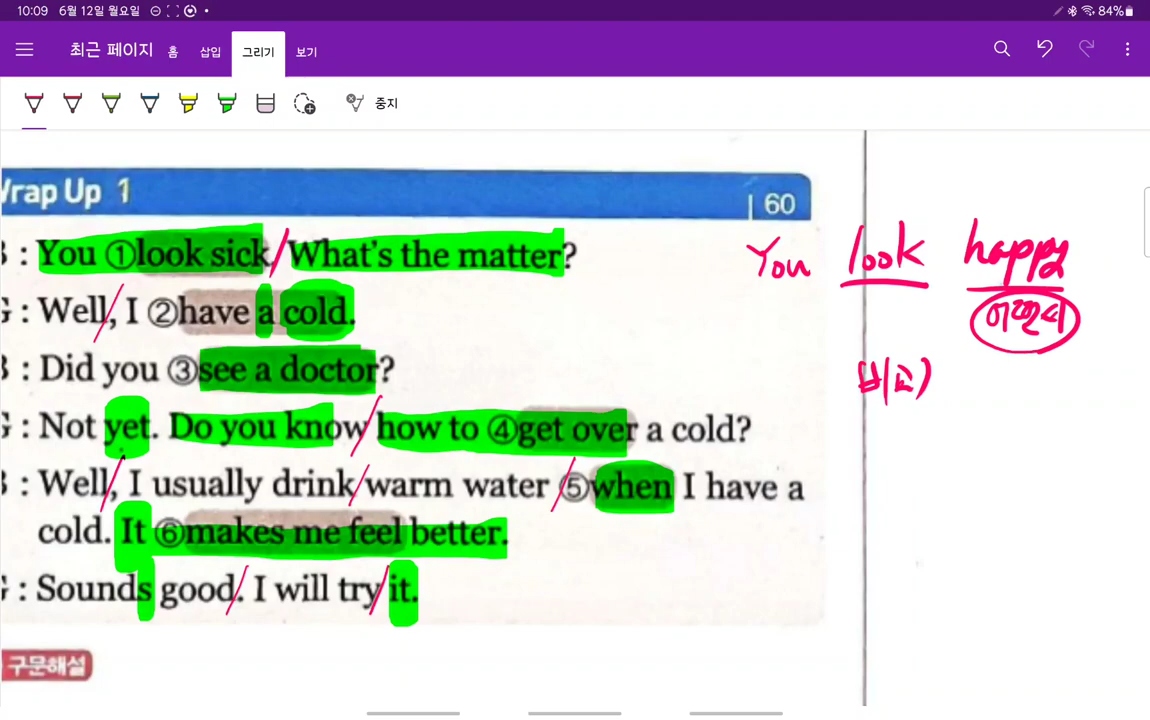 10:09 6월 12일 월요일 84%
최근 페이지 홈 삽입 그리기 보기
중지
Wrap Up 1 60
B : You ①look sick. What's the matter?
G : Well, I ②have a cold.
B : Did you ③see a doctor?
G : Not yet. Do you know how to ④get over a cold?
B : Well, I usually drink warm water ⑤when I have a
cold. It ⑥makes me feel better.
G : Sounds good. I will try it.
구문해설
You look happy
비교)